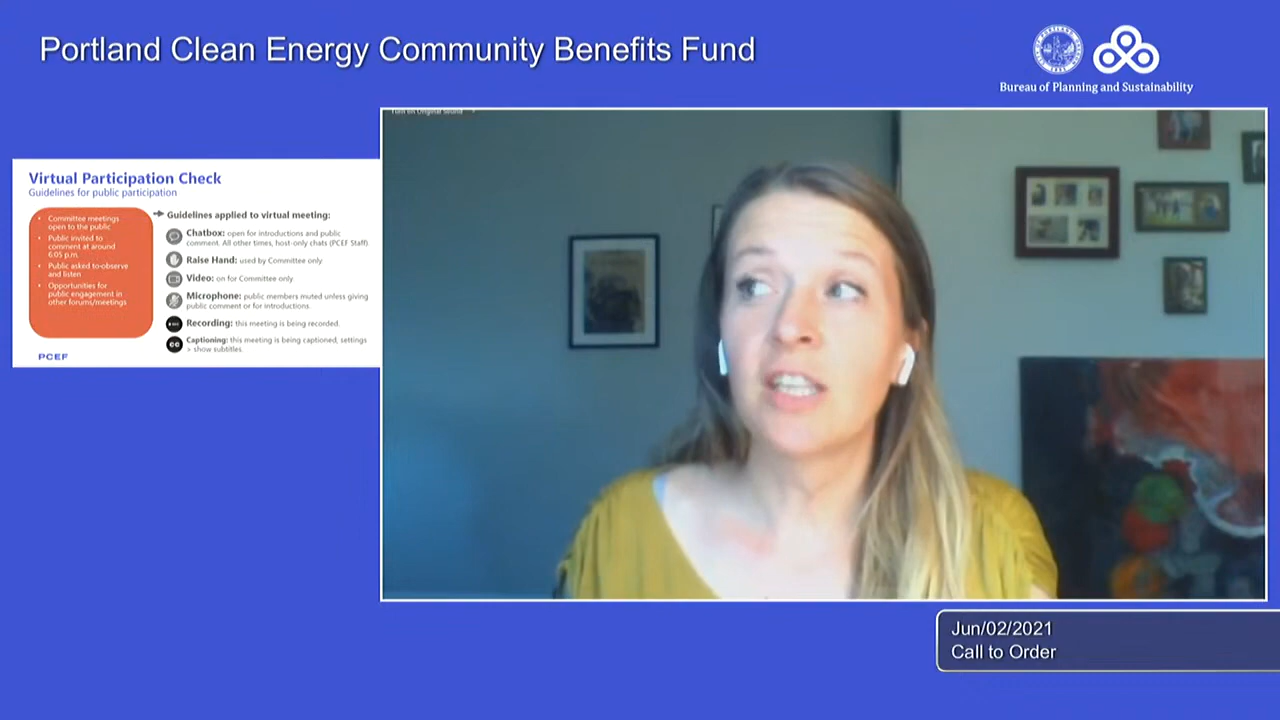 Portland Clean Energy Community Benefits Fund
Bureau of Planning and Sustainability
Turn on Original Sound
Virtual Participation Check
Guidelines for public participation
• Committee meetings
open to the public
• Public invited to
comment at around
6:05 p.m.
• Public asked to observe
and listen
• Opportunities for
public engagement in
other forums/meetings
Guidelines applied to virtual meeting:
Chatbox: open for introductions and public
comment. All other times, host-only chats (PCEF Staff).
Raise Hand: used by Committee only
Video: on for Committee only
Microphone: public members muted unless giving
public comment or for introductions.
Recording: this meeting is being recorded.
CC
Captioning: this meeting is being captioned, settings
> show subtitles.
PCEF
Jun/02/2021
Call to Order